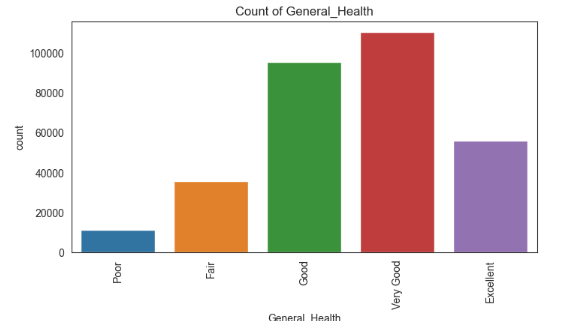 Count of General_Health
100000
80000
60000
40000
20000
0
count
Poor
Fair
Good
Very Good
Excellent
General_Health